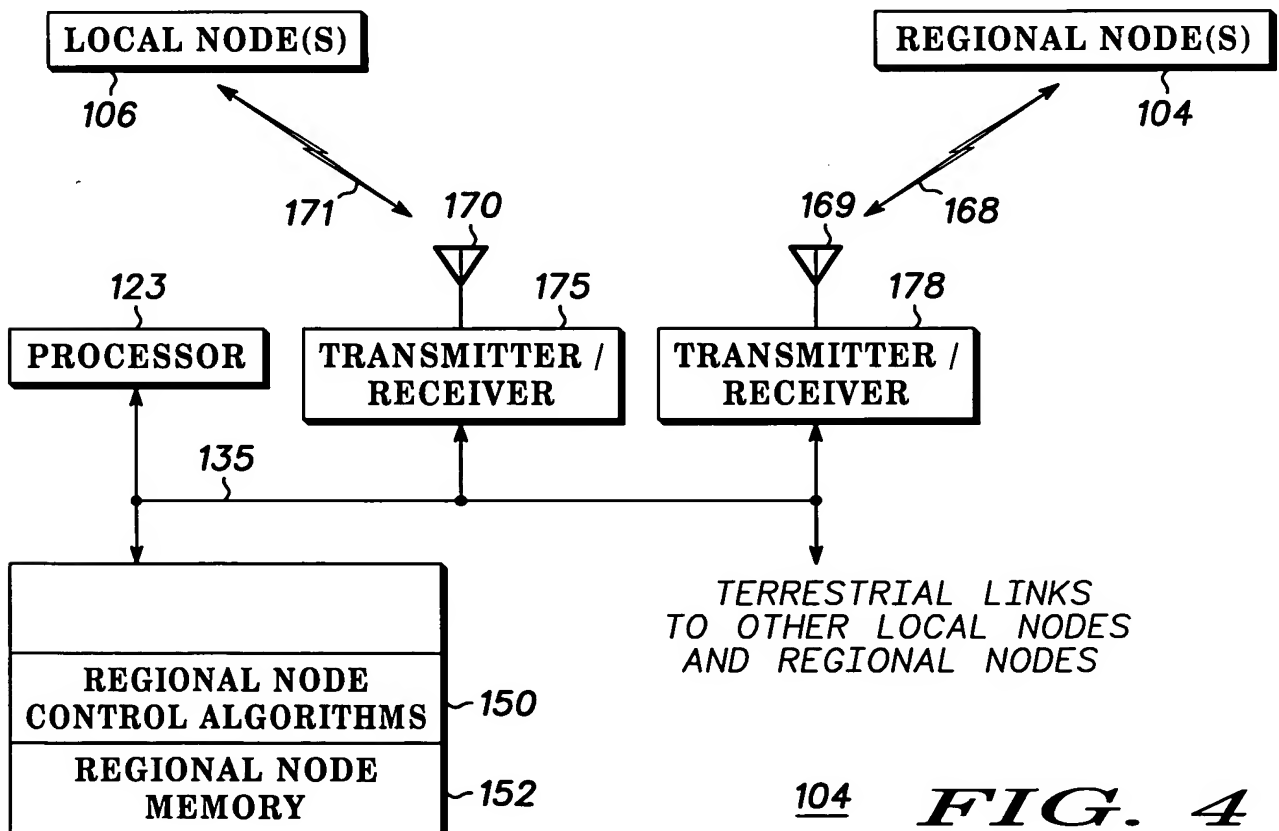 LOCAL NODE(S)
REGIONAL NODE(S)
106
104
171
170
169
168
123
175
178
PROCESSOR
TRANSMITTER /
RECEIVER
TRANSMITTER /
RECEIVER
135
TERRESTRIAL LINKS
TO OTHER LOCAL NODES
AND REGIONAL NODES
REGIONAL NODE
CONTROL ALGORITHMS
150
REGIONAL NODE
MEMORY
152
104 FIG. 4